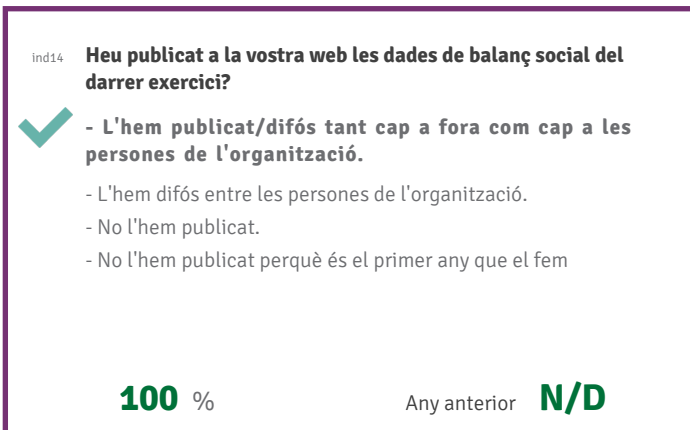 ind14 Heu publicat a la vostra web les dades de balanç social del
darrer exercici?
- L'hem publicat/difós tant cap a fora com cap a les
persones de l'organització.
- L'hem difós entre les persones de l'organització.
- No l'hem publicat.
- No l'hem publicat perquè és el primer any que el fem
100 % Any anterior N/D